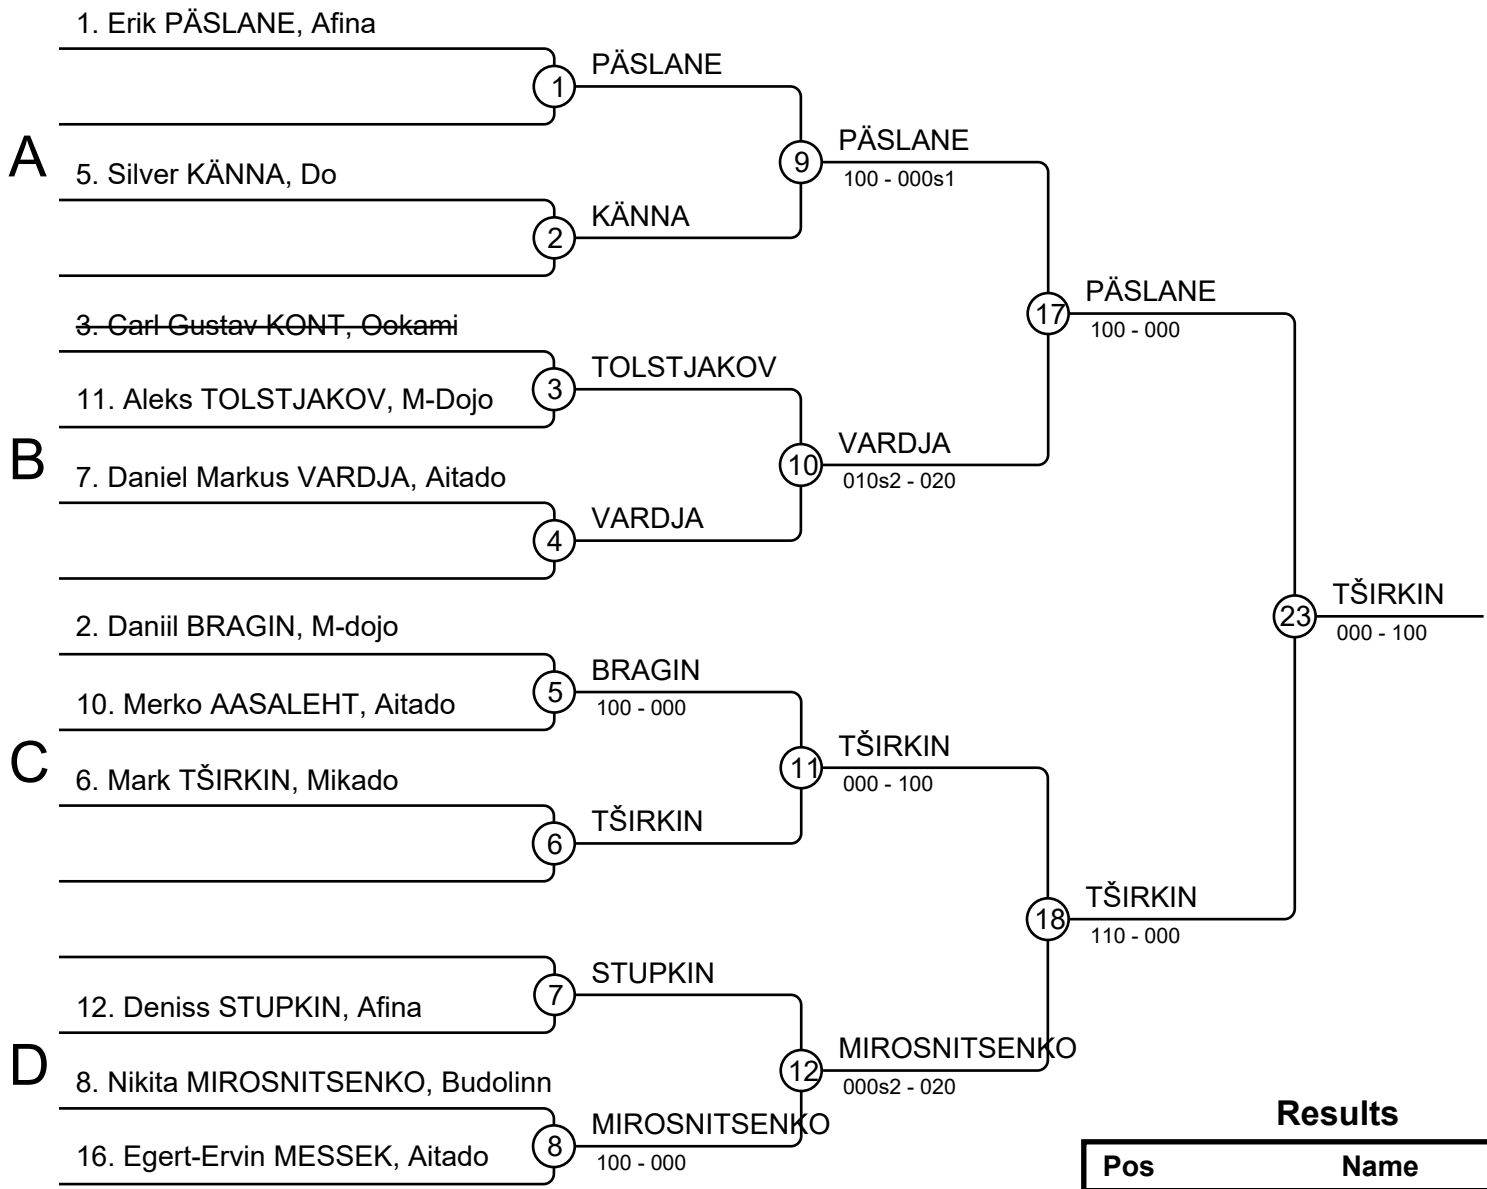 1. Erik PÄSLANE, Afina
1
PÄSLANE
A
5. Silver KÄNNA, Do
2
KÄNNA
9
PÄSLANE
100 - 000s1
3. Carl Gustav KONT, Ookami
11. Aleks TOLSTJAKOV, M-Dojo
3
TOLSTJAKOV
B
7. Daniel Markus VARDJA, Aitado
4
VARDJA
10
VARDJA
010s2 - 020
17
PÄSLANE
100 - 000
2. Daniil BRAGIN, M-dojo
10. Merko AASALEHT, Aitado
5
BRAGIN
100 - 000
C
6. Mark TŠIRKIN, Mikado
6
TŠIRKIN
11
TŠIRKIN
000 - 100
12. Deniss STUPKIN, Afina
7
STUPKIN
D
8. Nikita MIROSNITSENKO, Budolinn
16. Egert-Ervin MESSEK, Aitado
8
MIROSNITSENKO
100 - 000
12
MIROSNITSENKO
000s2 - 020
18
TŠIRKIN
110 - 000
23
TŠIRKIN
000 - 100
Results
Pos Name